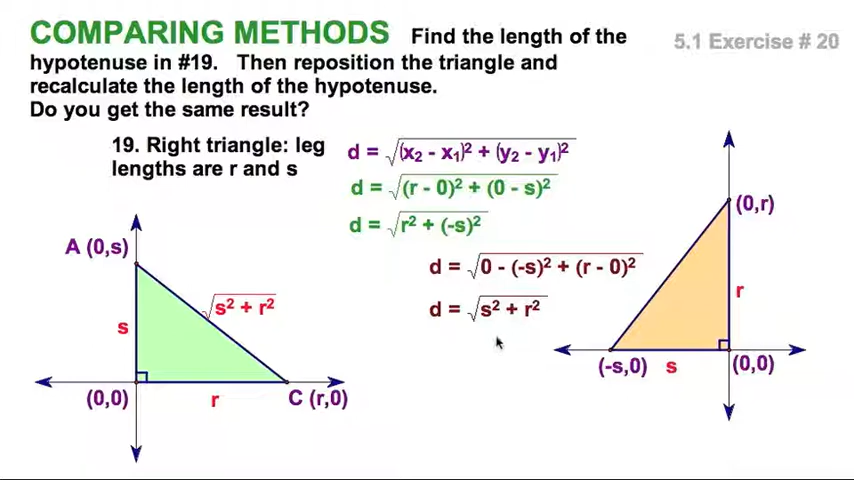 COMPARING METHODS Find the length of the
5.1 Exercise # 20
hypotenuse in #19. Then reposition the triangle and
recalculate the length of the hypotenuse.
Do you get the same result?
19. Right triangle: leg
lengths are r and s
d = √(x₂ - x₁)² + (y₂ - y₁)²
d = √(r - 0)² + (0 - s)²
d = √r² + (-s)²
d = √0 - (-s)² + (r - 0)²
d = √s² + r²
A (0,s)
√s² + r²
s
(0,0)
r
C (r,0)
(0,r)
r
(-s,0)
s
(0,0)